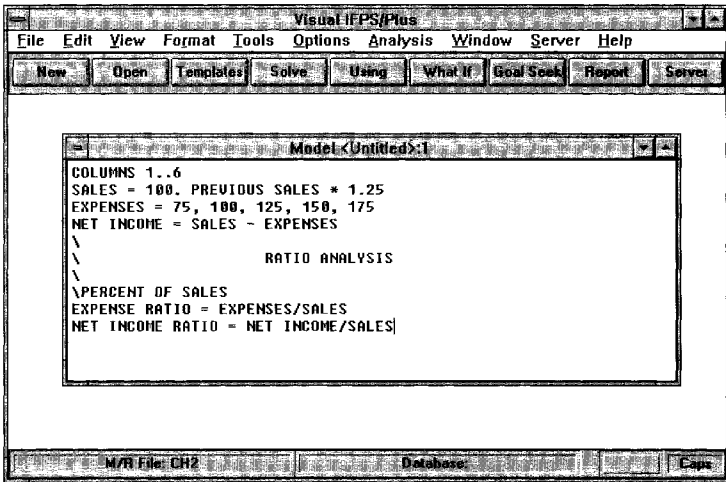 Visual IFPS/Plus
File Edit View Format Tools Options Analysis Window Server Help
New Open Templates Solve Using What If Goal Seek Report Server
Model <Untitled>:1
COLUMNS 1..6
SALES = 100. PREVIOUS SALES * 1.25
EXPENSES = 75, 100, 125, 150, 175
NET INCOME = SALES - EXPENSES
\
\ RATIO ANALYSIS
\
\PERCENT OF SALES
EXPENSE RATIO = EXPENSES/SALES
NET INCOME RATIO = NET INCOME/SALES
M/R File: CH2 Database: Caps